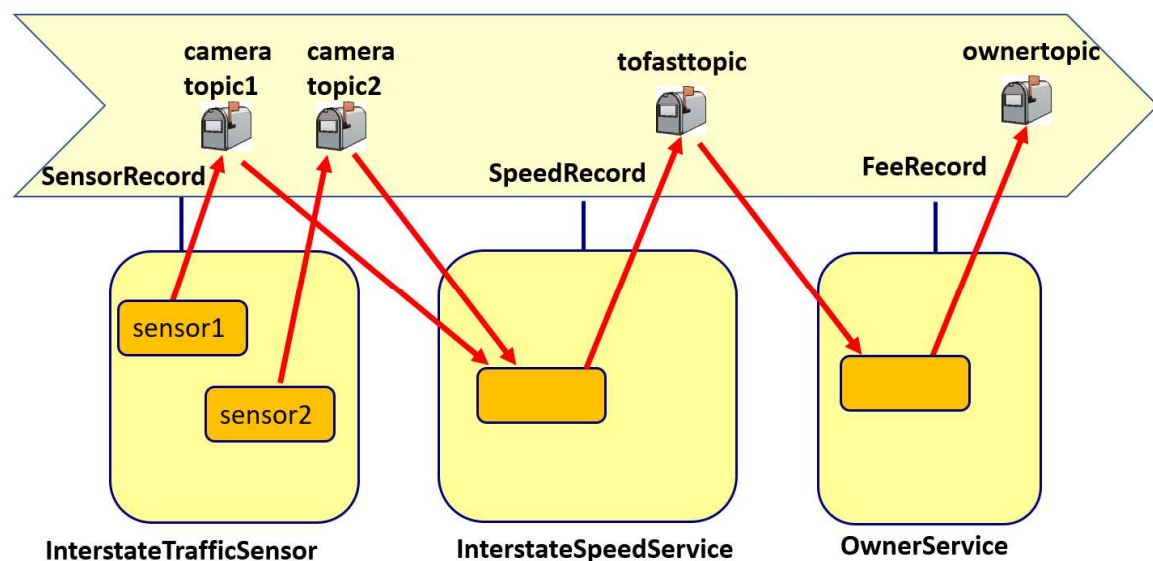 camera
topic1
camera
topic2
tofasttopic
ownertopic
SensorRecord
SpeedRecord
FeeRecord
sensor1
sensor2
InterstateTrafficSensor
InterstateSpeedService
OwnerService